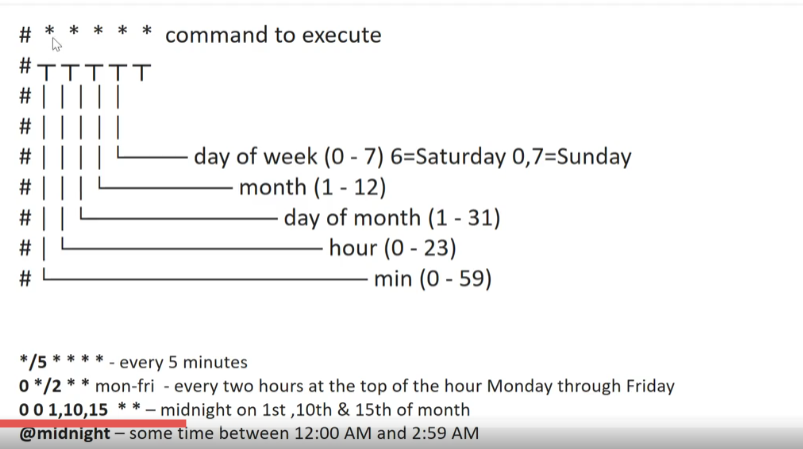 # * * * * * command to execute
# ┬ ┬ ┬ ┬ ┬
# │ │ │ │ │
# │ │ │ │ │
# │ │ │ │ └────── day of week (0 - 7) 6=Saturday 0,7=Sunday
# │ │ │ └────────── month (1 - 12)
# │ │ └─────────────── day of month (1 - 31)
# │ └─────────────────── hour (0 - 23)
# └─────────────────────── min (0 - 59)
*/5 * * * * - every 5 minutes
0 */2 * * mon-fri - every two hours at the top of the hour Monday through Friday
0 0 1,10,15 * * – midnight on 1st ,10th & 15th of month
@midnight – some time between 12:00 AM and 2:59 AM